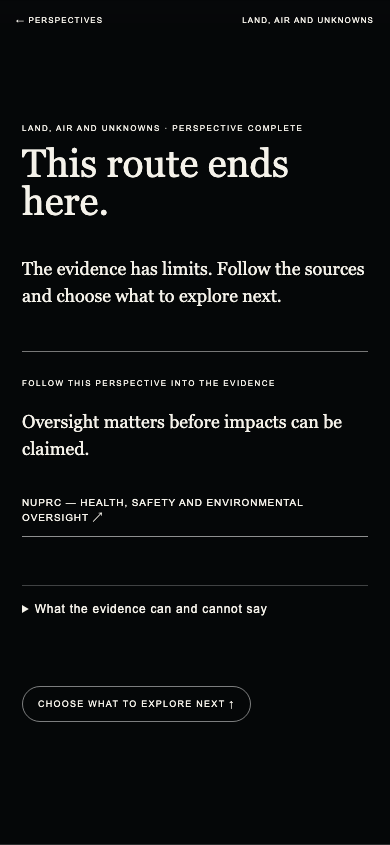 ← PERSPECTIVES
LAND, AIR AND UNKNOWNS
LAND, AIR AND UNKNOWNS · PERSPECTIVE COMPLETE
This route ends
here.
The evidence has limits. Follow the sources
and choose what to explore next.
FOLLOW THIS PERSPECTIVE INTO THE EVIDENCE
Oversight matters before impacts can be
claimed.
NUPRC — HEALTH, SAFETY AND ENVIRONMENTAL
OVERSIGHT ↗
▶ What the evidence can and cannot say
CHOOSE WHAT TO EXPLORE NEXT ↑